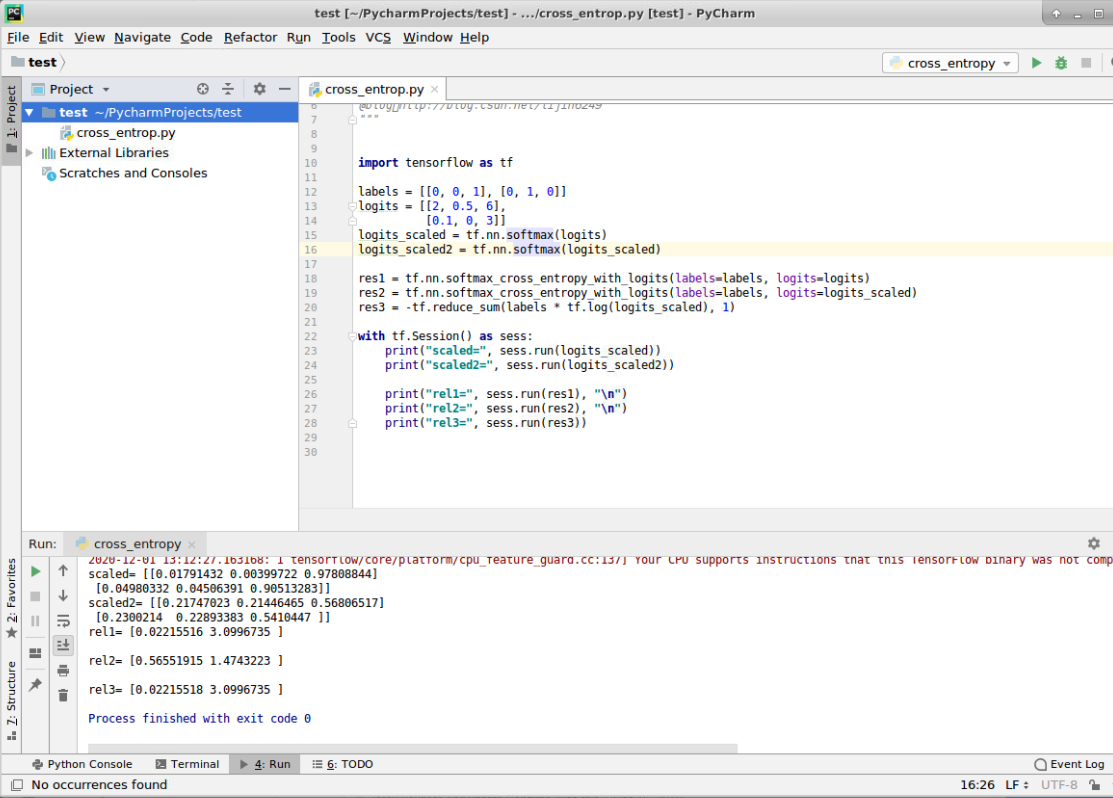 test [~/PycharmProjects/test] - .../cross_entrop.py [test] - PyCharm
File Edit View Navigate Code Refactor Run Tools VCS Window Help
test
cross_entropy
Project
cross_entrop.py
1: Project
test ~/PycharmProjects/test
cross_entrop.py
External Libraries
Scratches and Consoles
6 @blog http://blog.csdn.net/lijin6249
7 """
8
9
10 import tensorflow as tf
11
12 labels = [[0, 0, 1], [0, 1, 0]]
13 logits = [[2, 0.5, 6],
14           [0.1, 0, 3]]
15 logits_scaled = tf.nn.softmax(logits)
16 logits_scaled2 = tf.nn.softmax(logits_scaled)
17
18 res1 = tf.nn.softmax_cross_entropy_with_logits(labels=labels, logits=logits)
19 res2 = tf.nn.softmax_cross_entropy_with_logits(labels=labels, logits=logits_scaled)
20 res3 = -tf.reduce_sum(labels * tf.log(logits_scaled), 1)
21
22 with tf.Session() as sess:
23     print("scaled=", sess.run(logits_scaled))
24     print("scaled2=", sess.run(logits_scaled2))
25
26     print("rel1=", sess.run(res1), "\n")
27     print("rel2=", sess.run(res2), "\n")
28     print("rel3=", sess.run(res3))
29
30
Run: cross_entropy
2020-12-01 13:12:27.163168: I tensorflow/core/platform/cpu_feature_guard.cc:137] Your CPU supports instructions that this TensorFlow binary was not comp
scaled= [[0.01791432 0.00399722 0.97808844]
 [0.04980332 0.04506391 0.90513283]]
scaled2= [[0.21747023 0.21446465 0.56806517]
 [0.2300214  0.22893383 0.5410447 ]]
rel1= [0.02215516 3.0996735 ]
rel2= [0.56551915 1.4743223 ]
rel3= [0.02215518 3.0996735 ]
Process finished with exit code 0
2: Favorites
7: Structure
Python Console
Terminal
4: Run
6: TODO
Event Log
No occurrences found
16:26 LF UTF-8